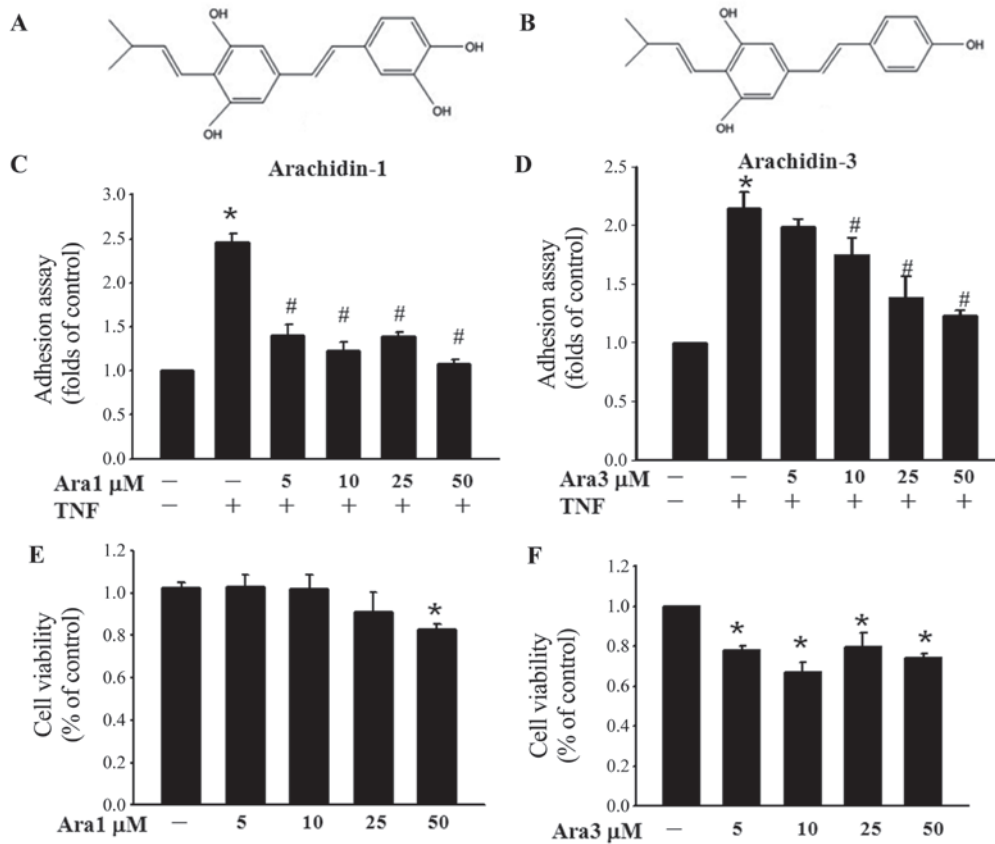 A
OH
OH
OH
OH
B
OH
OH
OH
C
Arachidin-1
Adhesion assay
(folds of control)
3.0
2.5
2.0
1.5
1.0
0.5
0.0
*
#
#
#
#
Ara1 μM — — 5 10 25 50
TNF — + + + + +
D
Arachidin-3
Adhesion assay
(folds of control)
2.5
2.0
1.5
1.0
0.5
0.0
*
#
#
#
Ara3 μM — — 5 10 25 50
TNF — + + + + +
E
Cell viability
(% of control)
1.2
1.0
0.8
0.6
0.4
0.2
0.0
*
Ara1 μM — 5 10 25 50
F
Cell viability
(% of control)
1.2
1.0
0.8
0.6
0.4
0.2
0.0
*
*
*
*
Ara3 μM — 5 10 25 50